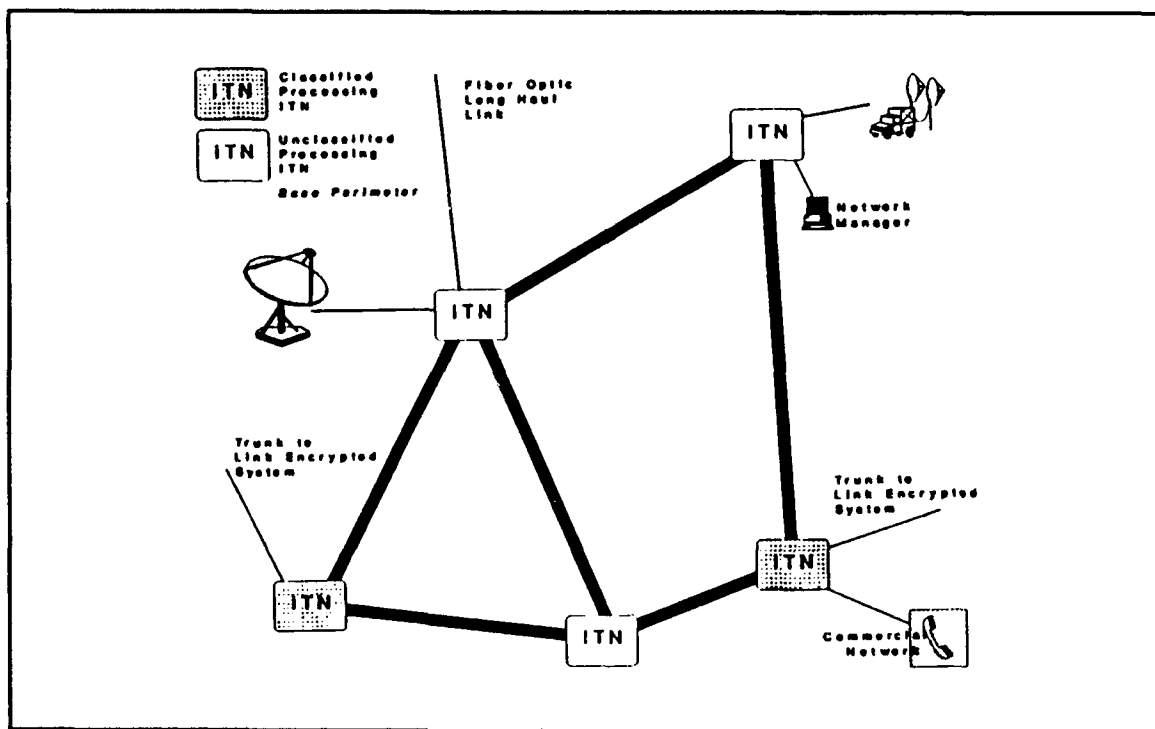 ITN
Classified
Processing
ITN
ITN
Unclassified
Processing
ITN
Base Perimeter
Fiber Optic
Long Haul
Link
ITN
Network
Manager
ITN
Trunk to
Link Encrypted
System
Trunk to
Link Encrypted
System
ITN
ITN
ITN
Commercial
Network